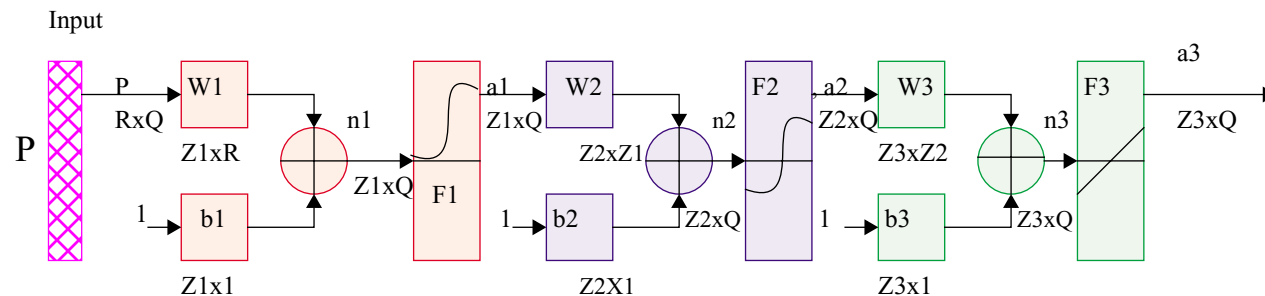 Input
P
P
RxQ
W1
Z1xR
1
b1
Z1x1
n1
Z1xQ
F1
a1
Z1xQ
W2
Z2xZ1
1
b2
Z2X1
n2
Z2xQ
F2
, a2
Z2xQ
W3
Z3xZ2
1
b3
Z3x1
n3
Z3xQ
F3
a3
Z3xQ